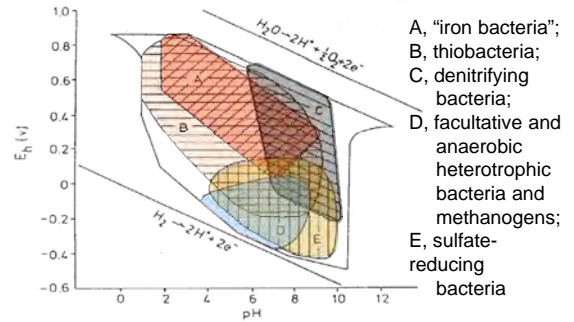 1.0
0.8
0.6
0.4
0.2
0
-0.2
-0.4
-0.6
Eh (v)
0 2 4 6 8 10 12
pH
H₂O→2H⁺+½O₂+2e⁻
H₂→2H⁺+2e⁻
A
B
C
D
E
A, “iron bacteria”;
B, thiobacteria;
C, denitrifying
bacteria;
D, facultative and
anaerobic
heterotrophic
bacteria and
methanogens;
E, sulfate-
reducing
bacteria